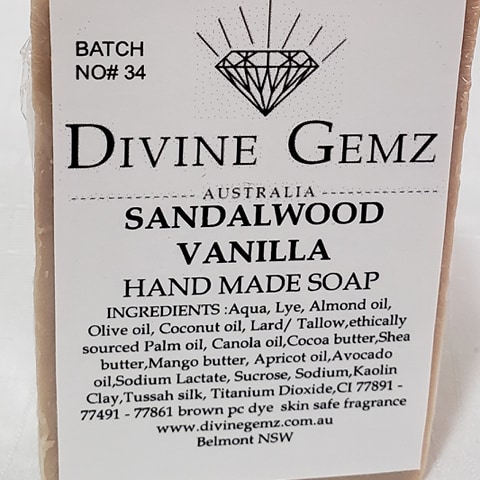 BATCH
NO# 34
DIVINE GEMZ
AUSTRALIA
SANDALWOOD
VANILLA
HAND MADE SOAP
INGREDIENTS :Aqua, Lye, Almond oil,
Olive oil, Coconut oil, Lard/ Tallow,ethically
sourced Palm oil, Canola oil,Cocoa butter,Shea
butter,Mango butter, Apricot oil,Avocado
oil,Sodium Lactate, Sucrose, Sodium,Kaolin
Clay,Tussah silk, Titanium Dioxide,CI 77891 -
77491 - 77861 brown pc dye skin safe fragrance
www.divinegemz.com.au
Belmont NSW